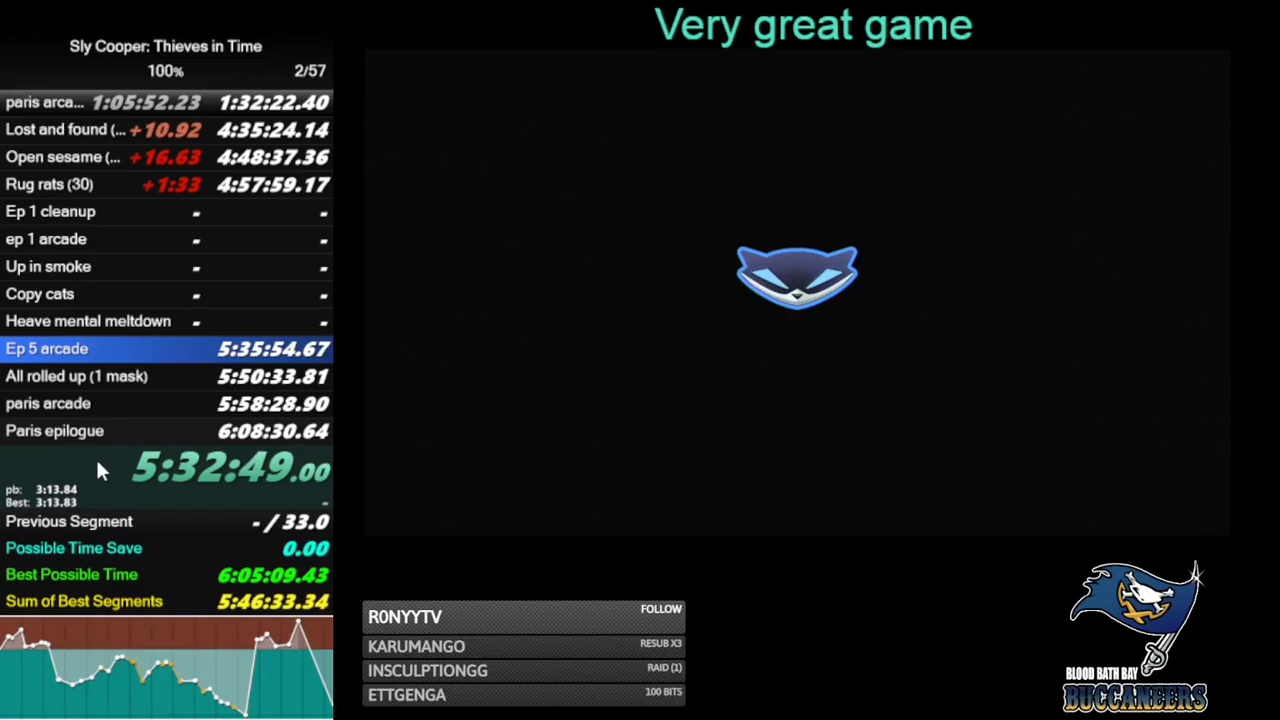 Very great game
Sly Cooper: Thieves in Time
100% 2/57
paris arca... 1:05:52.23 1:32:22.40
Lost and found (... +10.92 4:35:24.14
Open sesame (... +16.63 4:48:37.36
Rug rats (30) +1:33 4:57:59.17
Ep 1 cleanup - -
ep 1 arcade - -
Up in smoke - -
Copy cats - -
Heave mental meltdown - -
Ep 5 arcade 5:35:54.67
All rolled up (1 mask) 5:50:33.81
paris arcade 5:58:28.90
Paris epilogue 6:08:30.64
5:32:49.00
pb: 3:13.84
Best: 3:13.83 -
Previous Segment - / 33.0
Possible Time Save 0.00
Best Possible Time 6:05:09.43
Sum of Best Segments 5:46:33.34
R0NYYTV FOLLOW
KARUMANGO RESUB X3
INSCULPTIONGG RAID (1)
ETTGENGA 100 BITS
BLOOD BATH BAY
BUCCANEERS